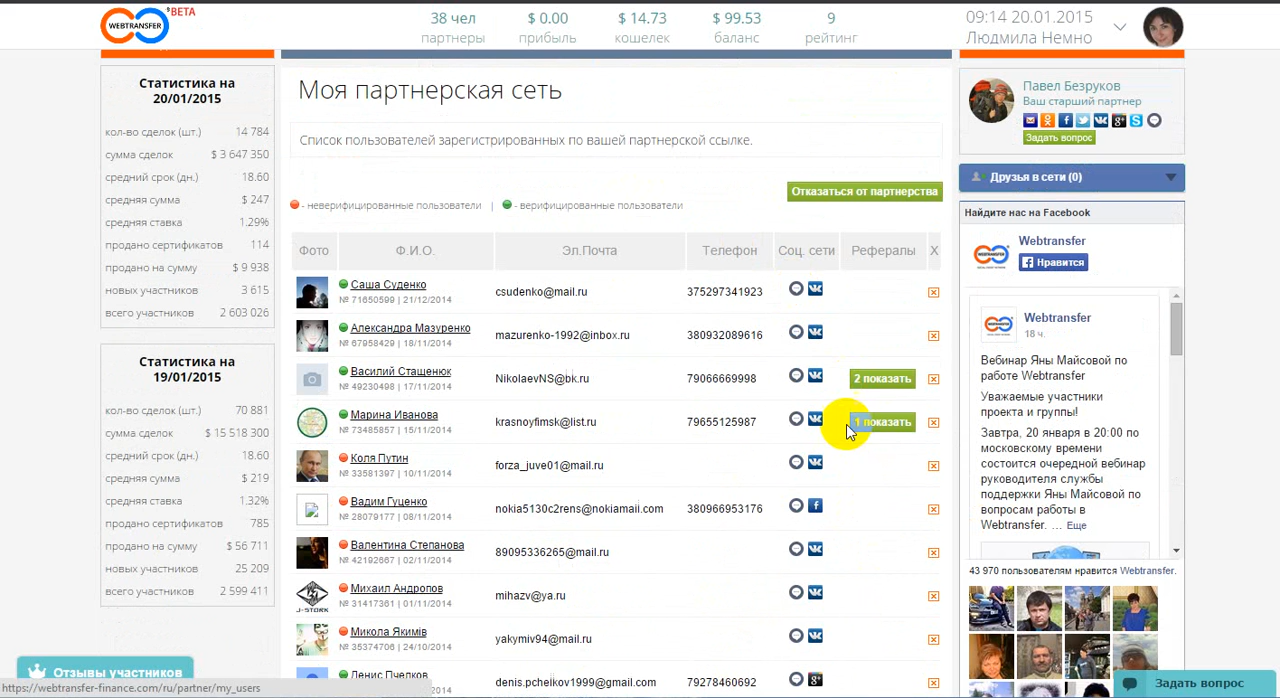 WEBTRANSFER
BETA
38 чел
партнеры
$ 0.00
прибыль
$ 14.73
кошелек
$ 99.53
баланс
9
рейтинг
09:14 20.01.2015
Людмила Немно
Статистика на
20/01/2015
кол-во сделок (шт.) 14 784
сумма сделок $ 3 647 350
средний срок (дн.) 18.60
средняя сумма $ 247
средняя ставка 1.29%
продано сертификатов 114
продано на сумму $ 9 938
новых участников 3 615
всего участников 2 603 026
Статистика на
19/01/2015
кол-во сделок (шт.) 70 881
сумма сделок $ 15 518 300
средний срок (дн.) 18.60
средняя сумма $ 219
средняя ставка 1.32%
продано сертификатов 785
продано на сумму $ 56 711
новых участников 25 209
всего участников 2 599 411
Отзывы участников
https://webtransfer-finance.com/ru/partner/my_users
Моя партнерская сеть
Список пользователей зарегистрированных по вашей партнерской ссылке.
Отказаться от партнерства
- неверифицированные пользователи | - верифицированные пользователи
Фото Ф.И.О. Эл.Почта Телефон Соц. сети Рефералы X
Саша Суденко csudenko@mail.ru 375297341923
№ 71650599 | 21/12/2014
Александра Мазуренко mazurenko-1992@inbox.ru 380932089616
№ 67958429 | 18/11/2014
Василий Стащенюк NikolaevNS@bk.ru 79066669998 2 показать
№ 49230498 | 17/11/2014
Марина Иванова krasnoyfimsk@list.ru 79655125987 1 показать
№ 73485857 | 15/11/2014
Коля Путин forza_juve01@mail.ru
№ 33581397 | 10/11/2014
Вадим Гуценко nokia5130c2rens@nokiamail.com 380966953176
№ 28079177 | 08/11/2014
Валентина Степанова 89095336265@mail.ru
№ 42192667 | 02/11/2014
Михаил Андропов mihazv@ya.ru
№ 31417361 | 01/11/2014
J-STORK
Микола Якимів yakymiv94@mail.ru
№ 35374706 | 24/10/2014
Денис Пчелков denis.pcheikov1999@gmail.com 79278460692
Павел Безруков
Ваш старший партнер
Задать вопрос
Друзья в сети (0)
Найдите нас на Facebook
Webtransfer
Нравится
Webtransfer
18 ч.
Вебинар Яны Майсовой по
работе Webtransfer
Уважаемые участники
проекта и группы!
Завтра, 20 января в 20:00 по
московскому времени
состоится очередной вебинар
руководителя службы
поддержки Яны Майсовой по
вопросам работы в
Webtransfer. ... Еще
43 970 пользователям нравится Webtransfer.
Задать вопрос